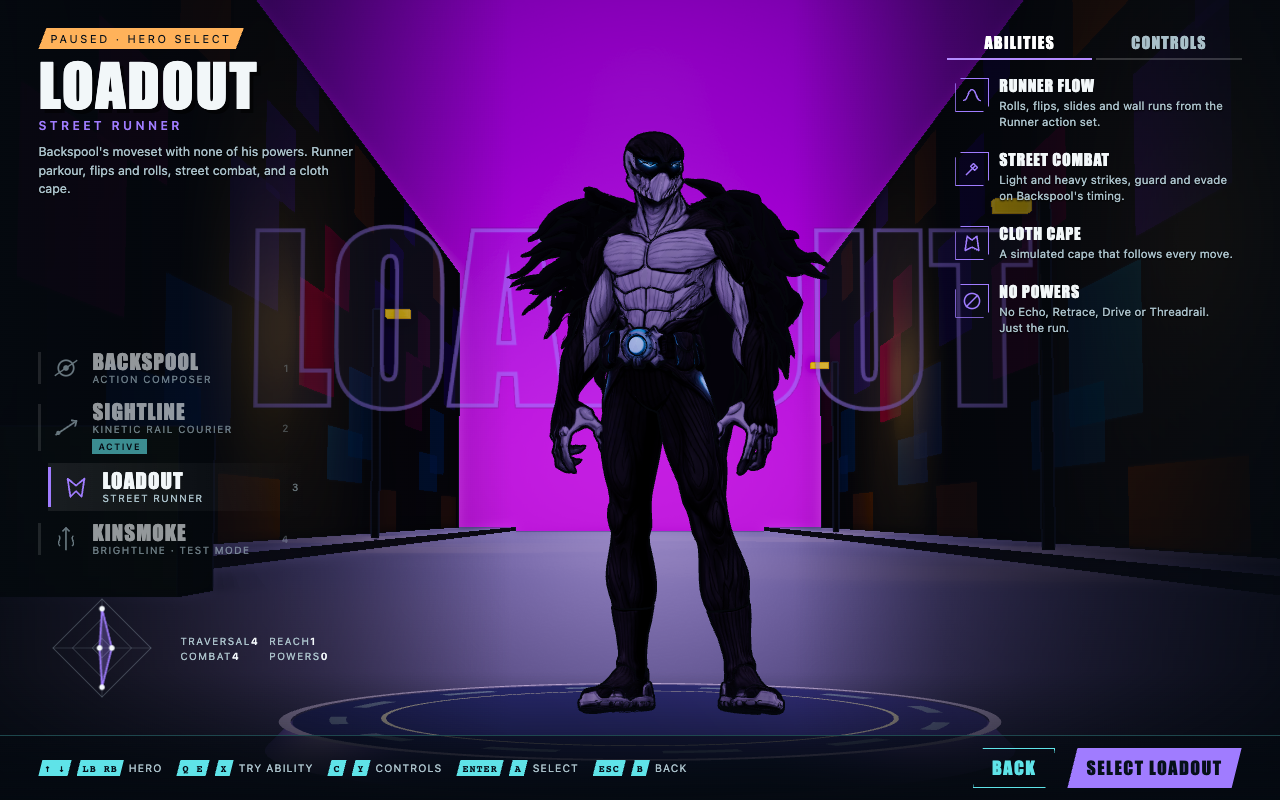 PAUSED · HERO SELECT
LOADOUT
STREET RUNNER
Backspool's moveset with none of his powers. Runner
parkour, flips and rolls, street combat, and a cloth
cape.
LOADOUT
BACKSPOOL
ACTION COMPOSER
1
SIGHTLINE
KINETIC RAIL COURIER
2
ACTIVE
LOADOUT
STREET RUNNER
3
KINSMOKE
BRIGHTLINE · TEST MODE
4
TRAVERSAL4 REACH1
COMBAT4 POWERS0
ABILITIES CONTROLS
RUNNER FLOW
Rolls, flips, slides and wall runs from the
Runner action set.
STREET COMBAT
Light and heavy strikes, guard and evade
on Backspool's timing.
CLOTH CAPE
A simulated cape that follows every move.
NO POWERS
No Echo, Retrace, Drive or Threadrail.
Just the run.
↑ ↓ LB RB HERO Q E X TRY ABILITY C Y CONTROLS ENTER A SELECT ESC B BACK
BACK SELECT LOADOUT